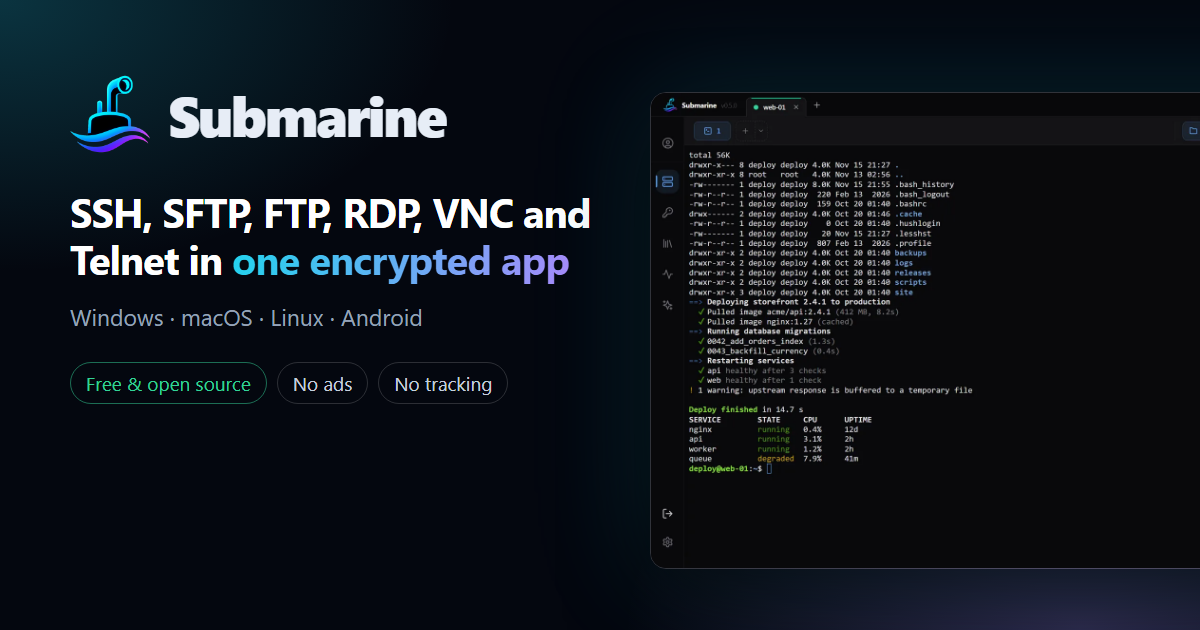 Submarine
SSH, SFTP, FTP, RDP, VNC and
Telnet in one encrypted app
Windows · macOS · Linux · Android
Free & open source
No ads
No tracking
Submarine
web-01 × +
1 +
total 56K
drwxr-x--- 8 deploy deploy 4.0K Nov 15 21:27 .
drwxr-xr-x 8 root   root   4.0K Nov 13 02:56 ..
-rw------- 1 deploy deploy 8.0K Nov 15 21:55 .bash_history
-rw-r--r-- 1 deploy deploy  220 Feb 13  2026 .bash_logout
-rw-r--r-- 1 deploy deploy  159 Oct 20 01:40 .bashrc
drwx------ 2 deploy deploy 4.0K Oct 20 01:46 .cache
-rw-r--r-- 1 deploy deploy    0 Oct 20 01:40 .hushlogin
-rw------- 1 deploy deploy   20 Nov 15 21:27 .lesshst
-rw-r--r-- 1 deploy deploy  807 Feb 13  2026 .profile
drwxr-xr-x 2 deploy deploy 4.0K Oct 20 01:40 backups
drwxr-xr-x 2 deploy deploy 4.0K Oct 20 01:40 logs
drwxr-xr-x 2 deploy deploy 4.0K Oct 20 01:40 releases
drwxr-xr-x 2 deploy deploy 4.0K Oct 20 01:40 scripts
drwxr-xr-x 3 deploy deploy 4.0K Oct 20 01:40 site
==> Deploying storefront 2.4.1 to production
✓ Pulled image acme/api:2.4.1 (412 MB, 8.2s)
✓ Pulled image nginx:1.27 (cached)
==> Running database migrations
✓ 0042_add_orders_index (1.3s)
✓ 0043_backfill_currency (0.4s)
==> Restarting services
✓ api healthy after 3 checks
✓ web healthy after 1 check
! 1 warning: upstream response is buffered to a temporary file
Deploy finished in 14.7 s
SERVICE STATE CPU UPTIME
nginx running 0.4% 12d
api running 3.1% 2h
worker running 1.2% 2h
queue degraded 7.9% 41m
deploy@web-01:~$